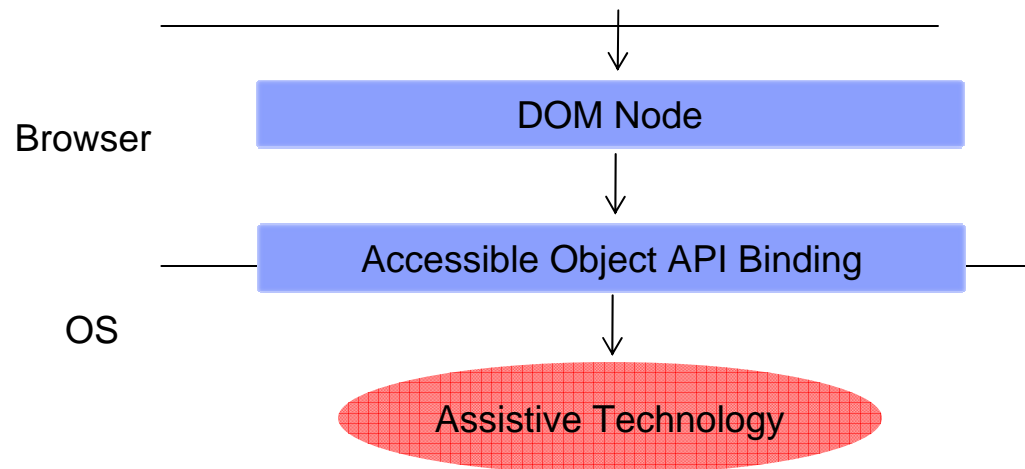 DOM Node
Browser
Accessible Object API Binding
OS
Assistive Technology